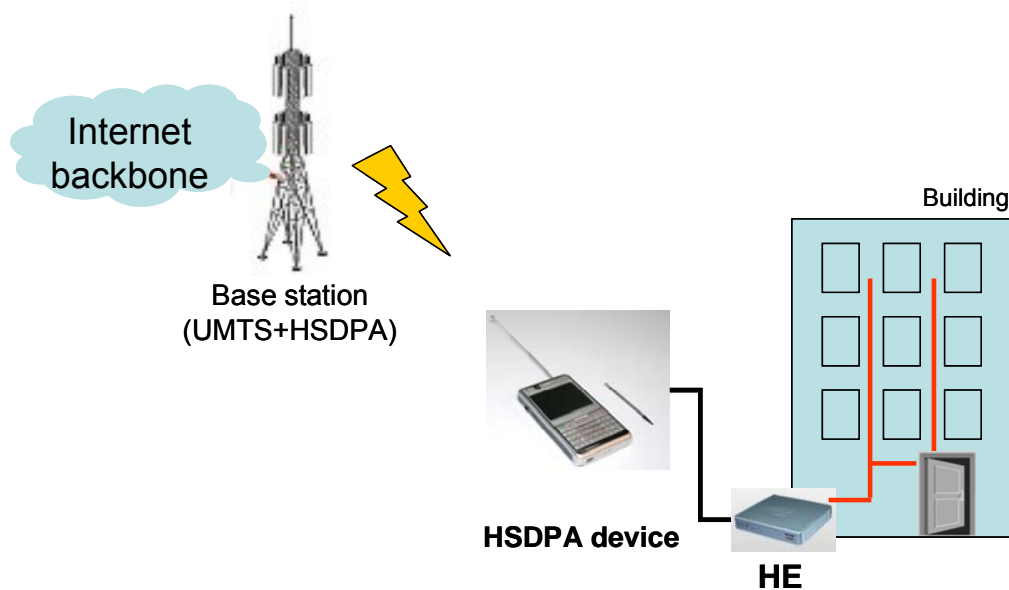 Internet
backbone
Building
Base station
(UMTS+HSDPA)
HSDPA device
HE